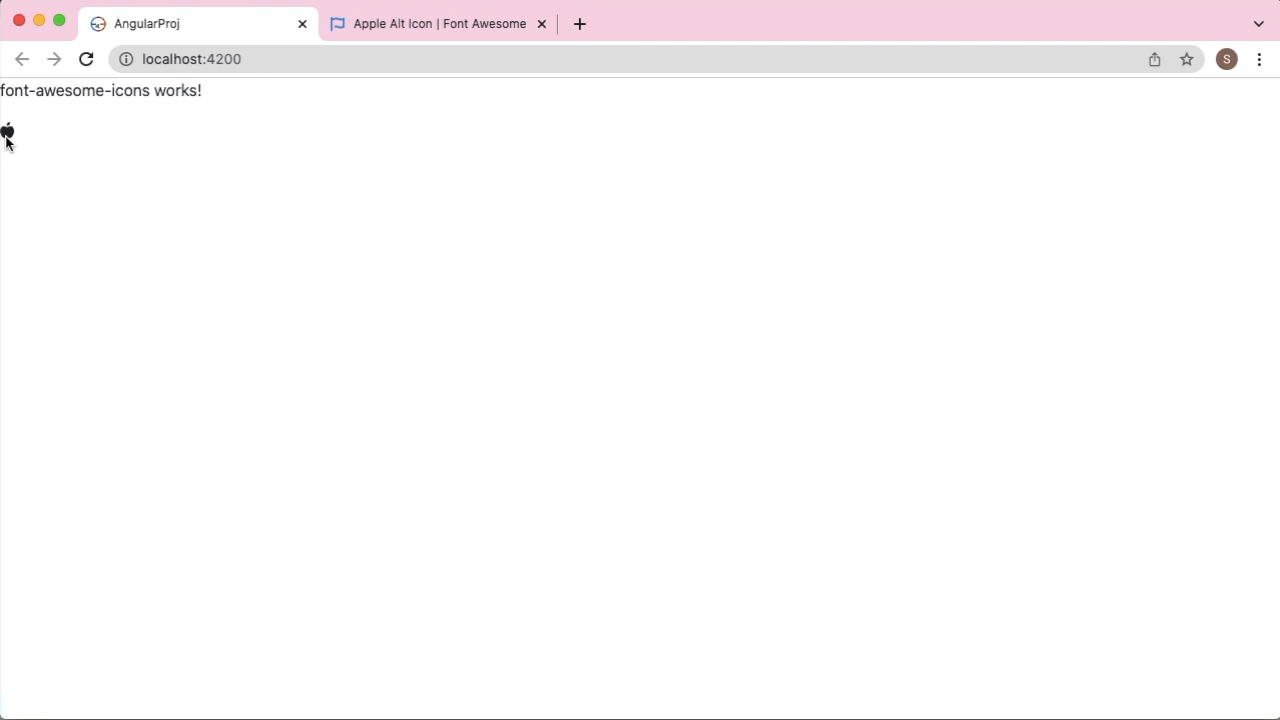 AngularProj
Apple Alt Icon | Font Awesome
localhost:4200
S
font-awesome-icons works!